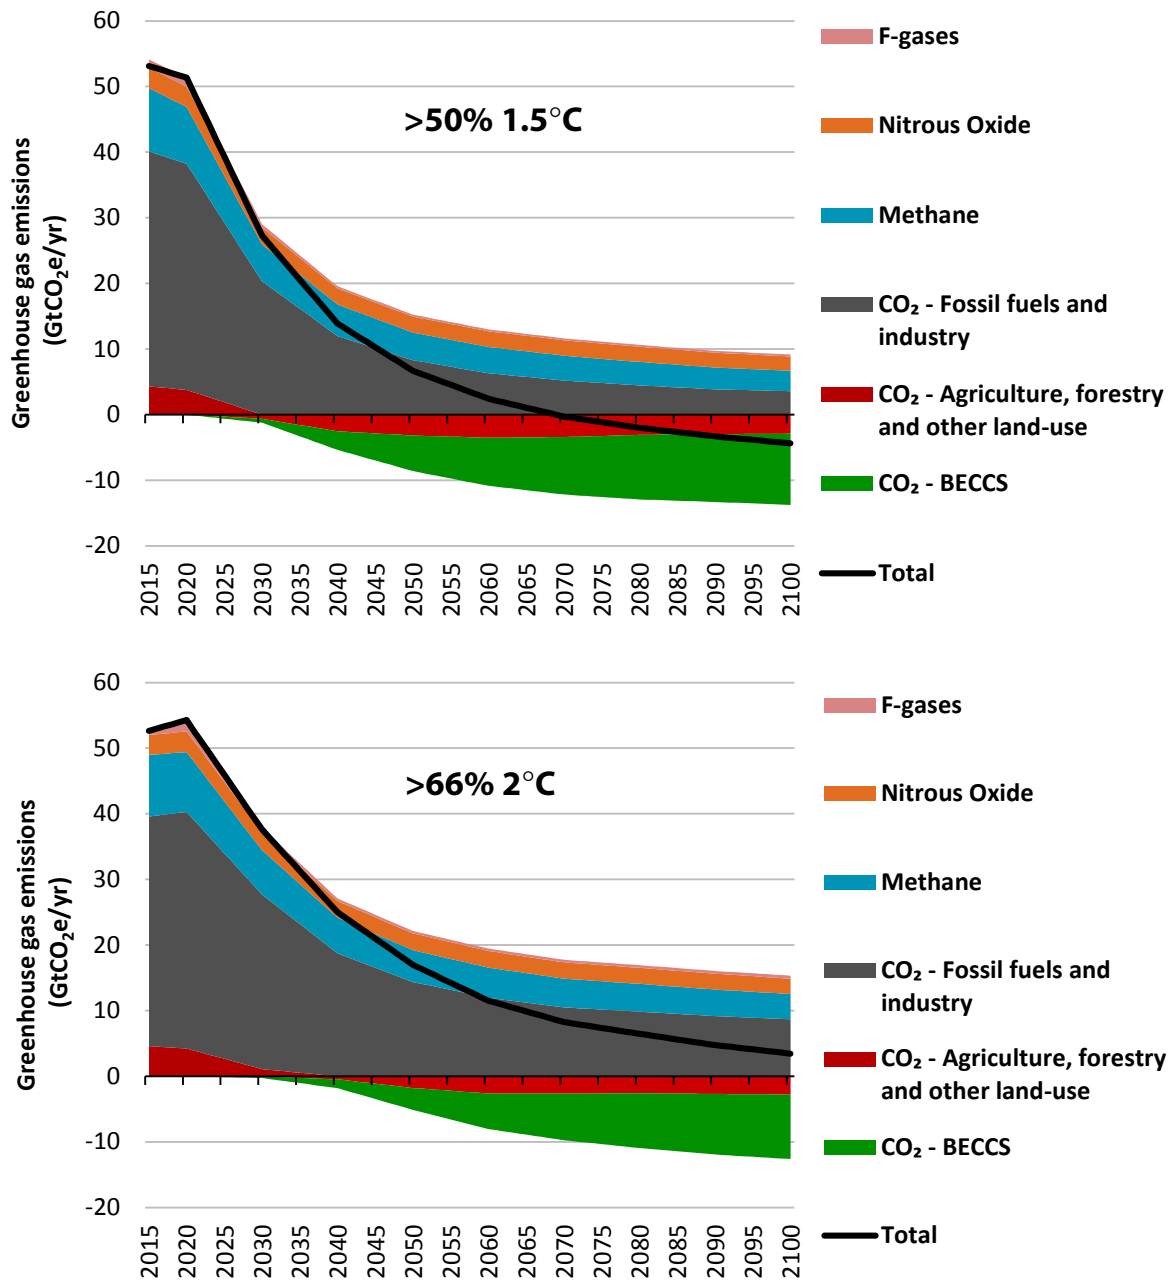 60
50
40
30
20
10
0
-10
-20
Greenhouse gas emissions
(GtCO₂e/yr)
>50% 1.5°C
2015
2020
2025
2030
2035
2040
2045
2050
2055
2060
2065
2070
2075
2080
2085
2090
2095
2100
F-gases
Nitrous Oxide
Methane
CO₂ - Fossil fuels and
industry
CO₂ - Agriculture, forestry
and other land-use
CO₂ - BECCS
Total
60
50
40
30
20
10
0
-10
-20
Greenhouse gas emissions
(GtCO₂e/yr)
>66% 2°C
2015
2020
2025
2030
2035
2040
2045
2050
2055
2060
2065
2070
2075
2080
2085
2090
2095
2100
F-gases
Nitrous Oxide
Methane
CO₂ - Fossil fuels and
industry
CO₂ - Agriculture, forestry
and other land-use
CO₂ - BECCS
Total